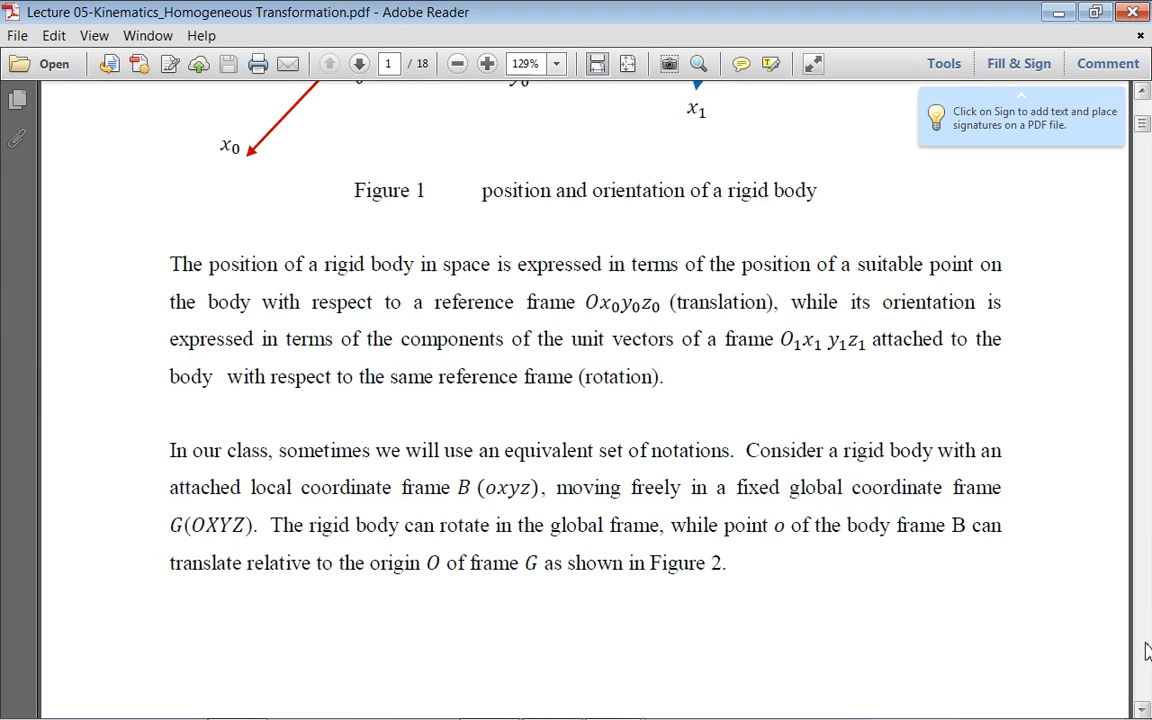 Lecture 05-Kinematics_Homogeneous Transformation.pdf - Adobe Reader
File Edit View Window Help
Open 1 / 18 129% Tools Fill & Sign Comment
Click on Sign to add text and place
signatures on a PDF file.
x₁
x₀
Figure 1 position and orientation of a rigid body
The position of a rigid body in space is expressed in terms of the position of a suitable point on
the body with respect to a reference frame Ox₀y₀z₀ (translation), while its orientation is
expressed in terms of the components of the unit vectors of a frame O₁x₁ y₁z₁ attached to the
body with respect to the same reference frame (rotation).
In our class, sometimes we will use an equivalent set of notations. Consider a rigid body with an
attached local coordinate frame B (oxyz), moving freely in a fixed global coordinate frame
G(OXYZ). The rigid body can rotate in the global frame, while point o of the body frame B can
translate relative to the origin O of frame G as shown in Figure 2.